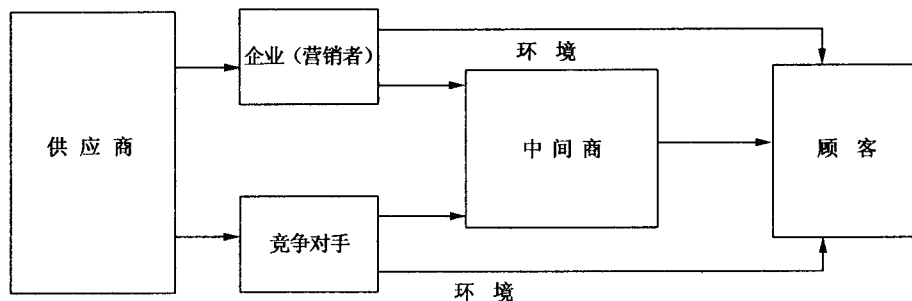 企业（营销者）
环 境
供 应 商
中 间 商
顾 客
竞争对手
环 境